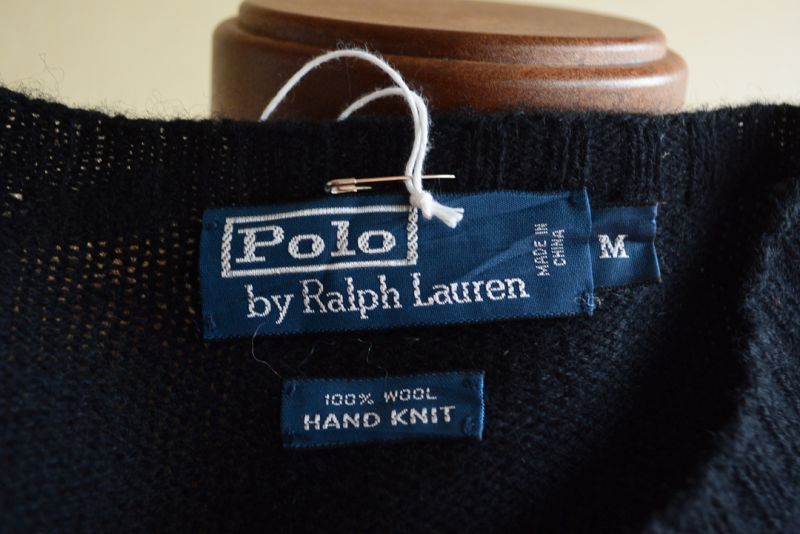 Polo
by Ralph Lauren
MADE IN
CHINA
M
100% WOOL
HAND KNIT